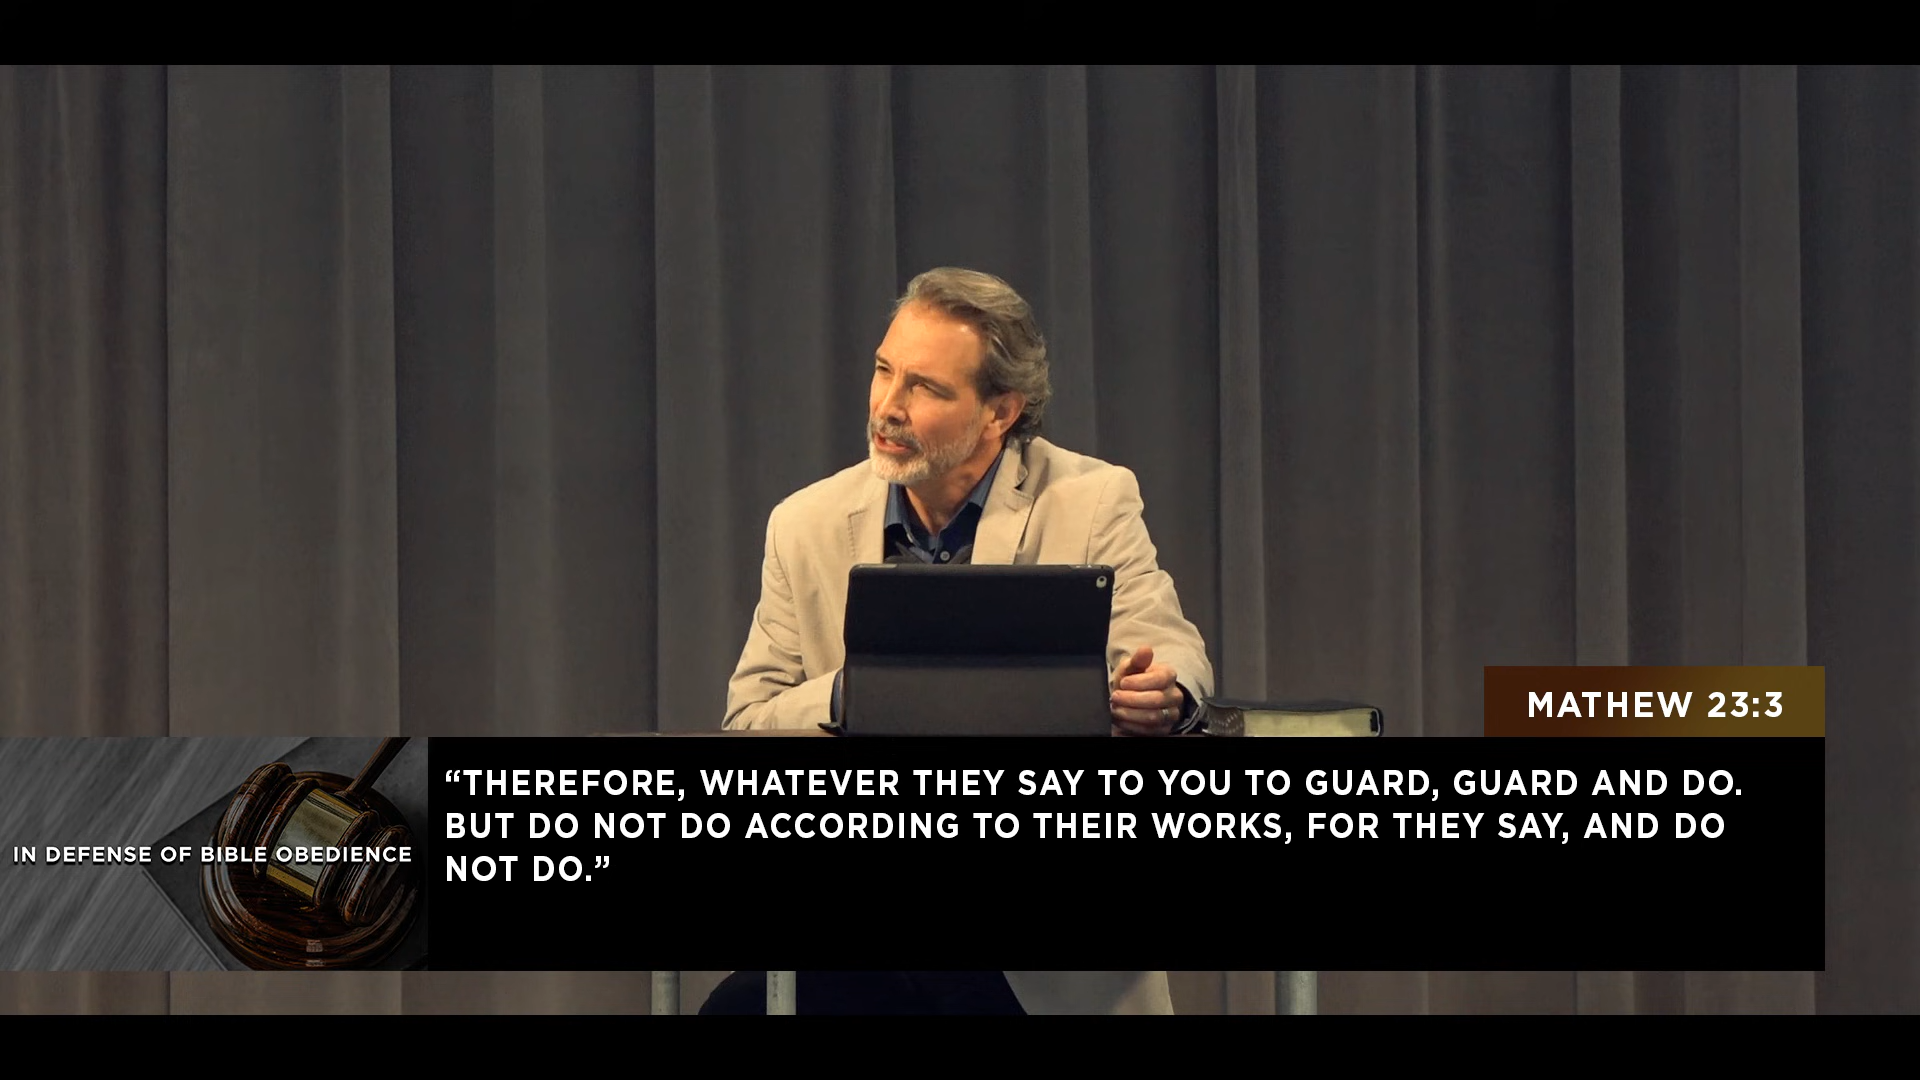 MATHEW 23:3
IN DEFENSE OF BIBLE OBEDIENCE
“THEREFORE, WHATEVER THEY SAY TO YOU TO GUARD, GUARD AND DO.
BUT DO NOT DO ACCORDING TO THEIR WORKS, FOR THEY SAY, AND DO
NOT DO.”